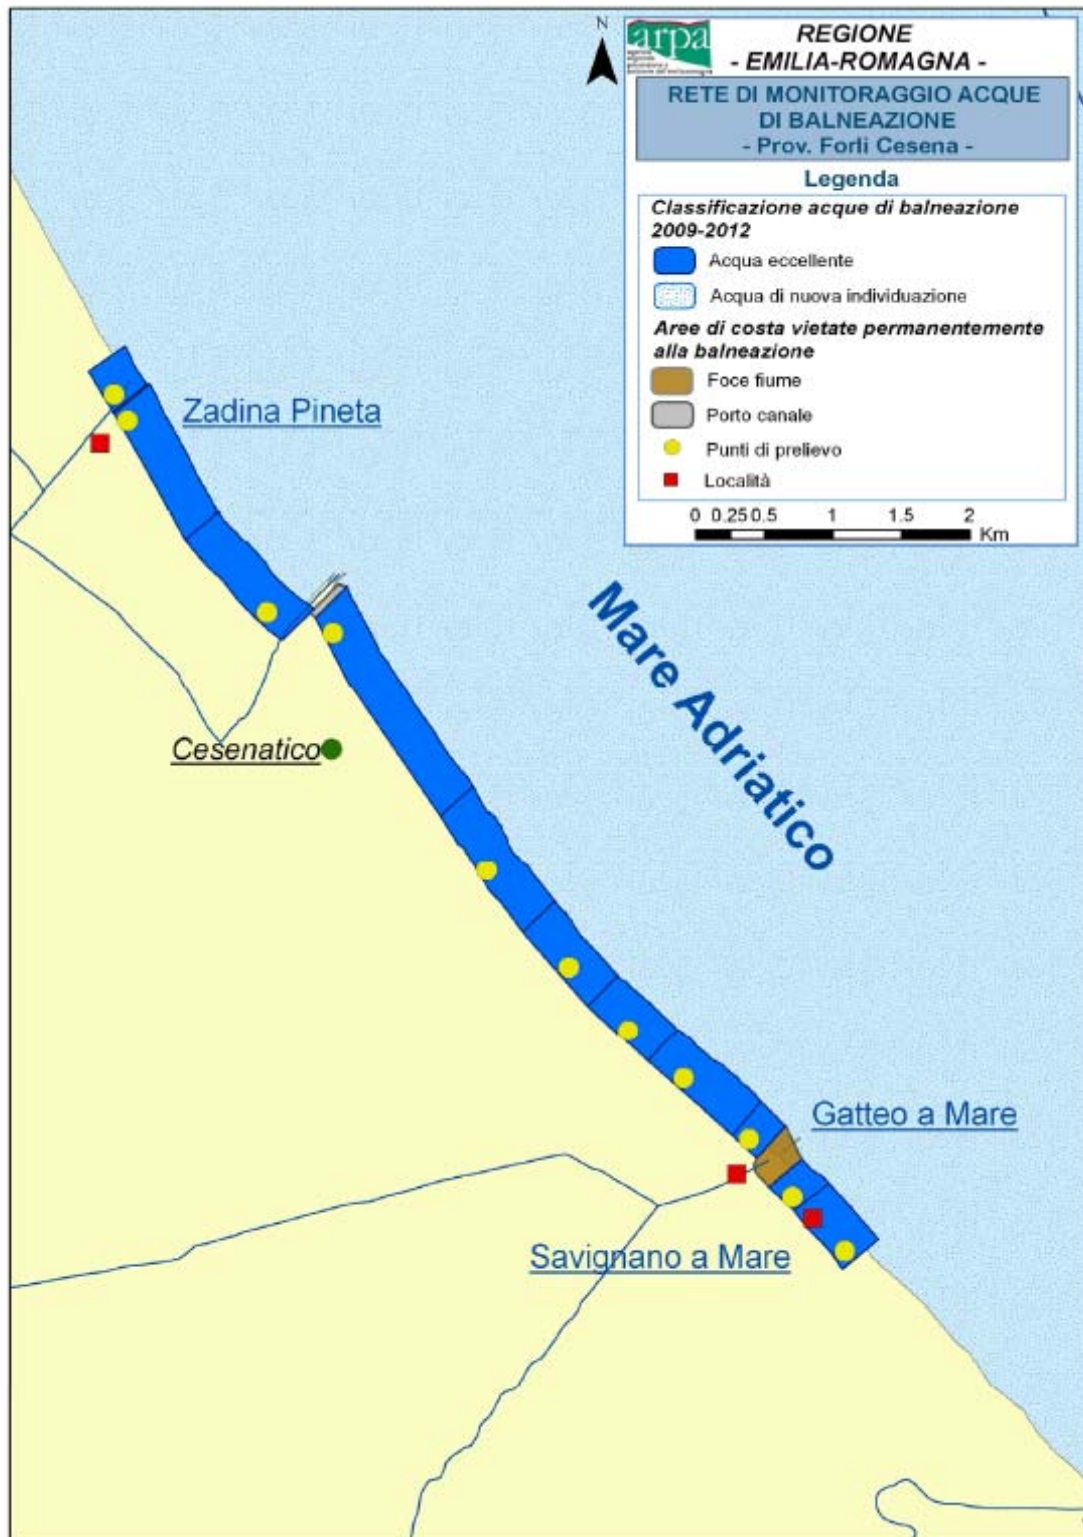 N
arpa
REGIONE
- EMILIA-ROMAGNA -
RETE DI MONITORAGGIO ACQUE
DI BALNEAZIONE
- Prov. Forlì Cesena -
Legenda
Classificazione acque di balneazione
2009-2012
Acqua eccellente
Acqua di nuova individuazione
Aree di costa vietate permanentemente
alla balneazione
Foce fiume
Porto canale
Punti di prelievo
Località
0 0.25 0.5 1 1.5 2
Km
Zadina Pineta
Mare Adriatico
Cesenatico
Gatteo a Mare
Savignano a Mare